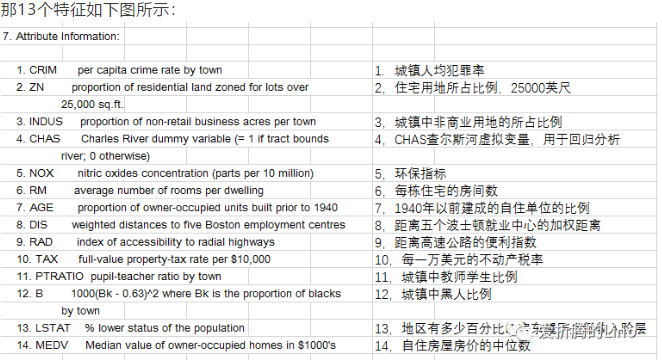 那13个特征如下图所示：
7. Attribute Information:
1. CRIM per capita crime rate by town 1. 城镇人均犯罪率
2. ZN proportion of residential land zoned for lots over 2, 住宅用地所占比例，25000英尺
25,000 sq.ft.
3. INDUS proportion of non-retail business acres per town 3, 城镇中非商业用地的所占比例
4. CHAS Charles River dummy variable (= 1 if tract bounds 4, CHAS查尔斯河虚拟变量，用于回归分析
river; 0 otherwise)
5. NOX nitric oxides concentration (parts per 10 million) 5, 环保指标
6. RM average number of rooms per dwelling 6, 每栋住宅的房间数
7. AGE proportion of owner-occupied units built prior to 1940 7, 1940年以前建成的自住单位的比例
8. DIS weighted distances to five Boston employment centres 8, 距离五个波士顿就业中心的加权距离
9. RAD index of accessibility to radial highways 9, 距离高速公路的便利指数
10. TAX full-value property-tax rate per $10,000 10, 每一万美元的不动产税率
11. PTRATIO pupil-teacher ratio by town 11, 城镇中教师学生比例
12. B 1000(Bk - 0.63)^2 where Bk is the proportion of blacks 12, 城镇中黑人比例
by town
13. LSTAT % lower status of the population 13, 地区有多少百分比
14. MEDV Median value of owner-occupied homes in $1000's 14, 自住房屋房价的中位数